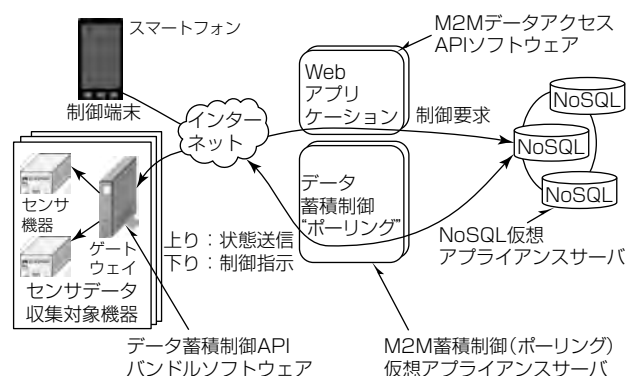 スマートフォン
制御端末
M2Mデータアクセス
APIソフトウェア
Web
アプリ
ケーション
制御要求
NoSQL
NoSQL
NoSQL
インター
ネット
データ
蓄積制御
“ポーリング”
センサ
機器
ゲート
ウェイ
上り：状態送信
下り：制御指示
NoSQL仮想
アプライアンスサーバ
センサデータ
収集対象機器
データ蓄積制御API
バンドルソフトウェア
M2M蓄積制御（ポーリング）
仮想アプライアンスサーバ